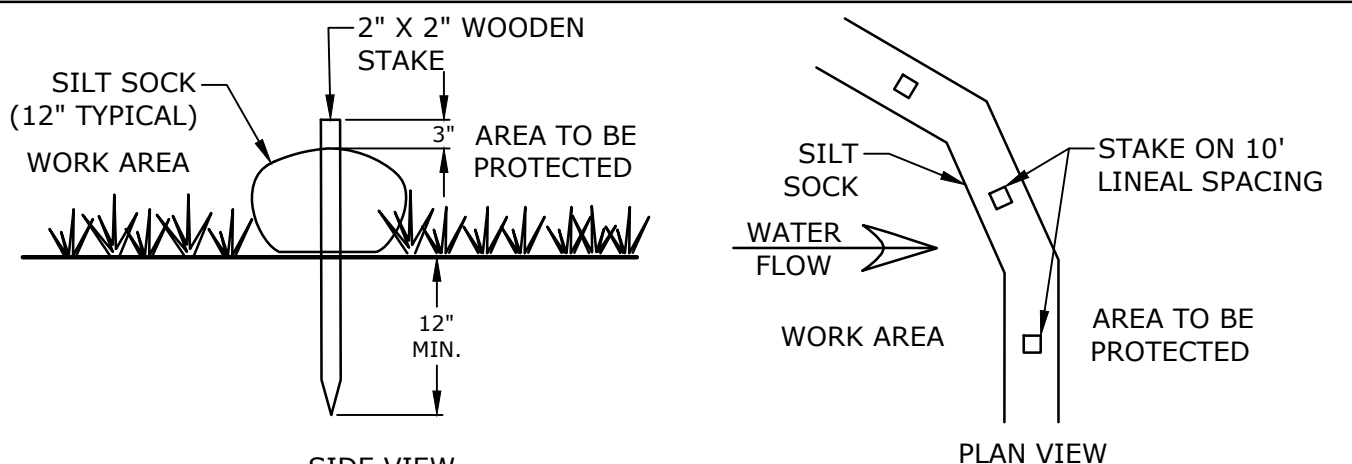 2" X 2" WOODEN
STAKE
SILT SOCK
(12" TYPICAL)
WORK AREA
3"
AREA TO BE
PROTECTED
12"
MIN.
SIDE VIEW
SILT
SOCK
STAKE ON 10'
LINEAL SPACING
WATER
FLOW
WORK AREA
AREA TO BE
PROTECTED
PLAN VIEW